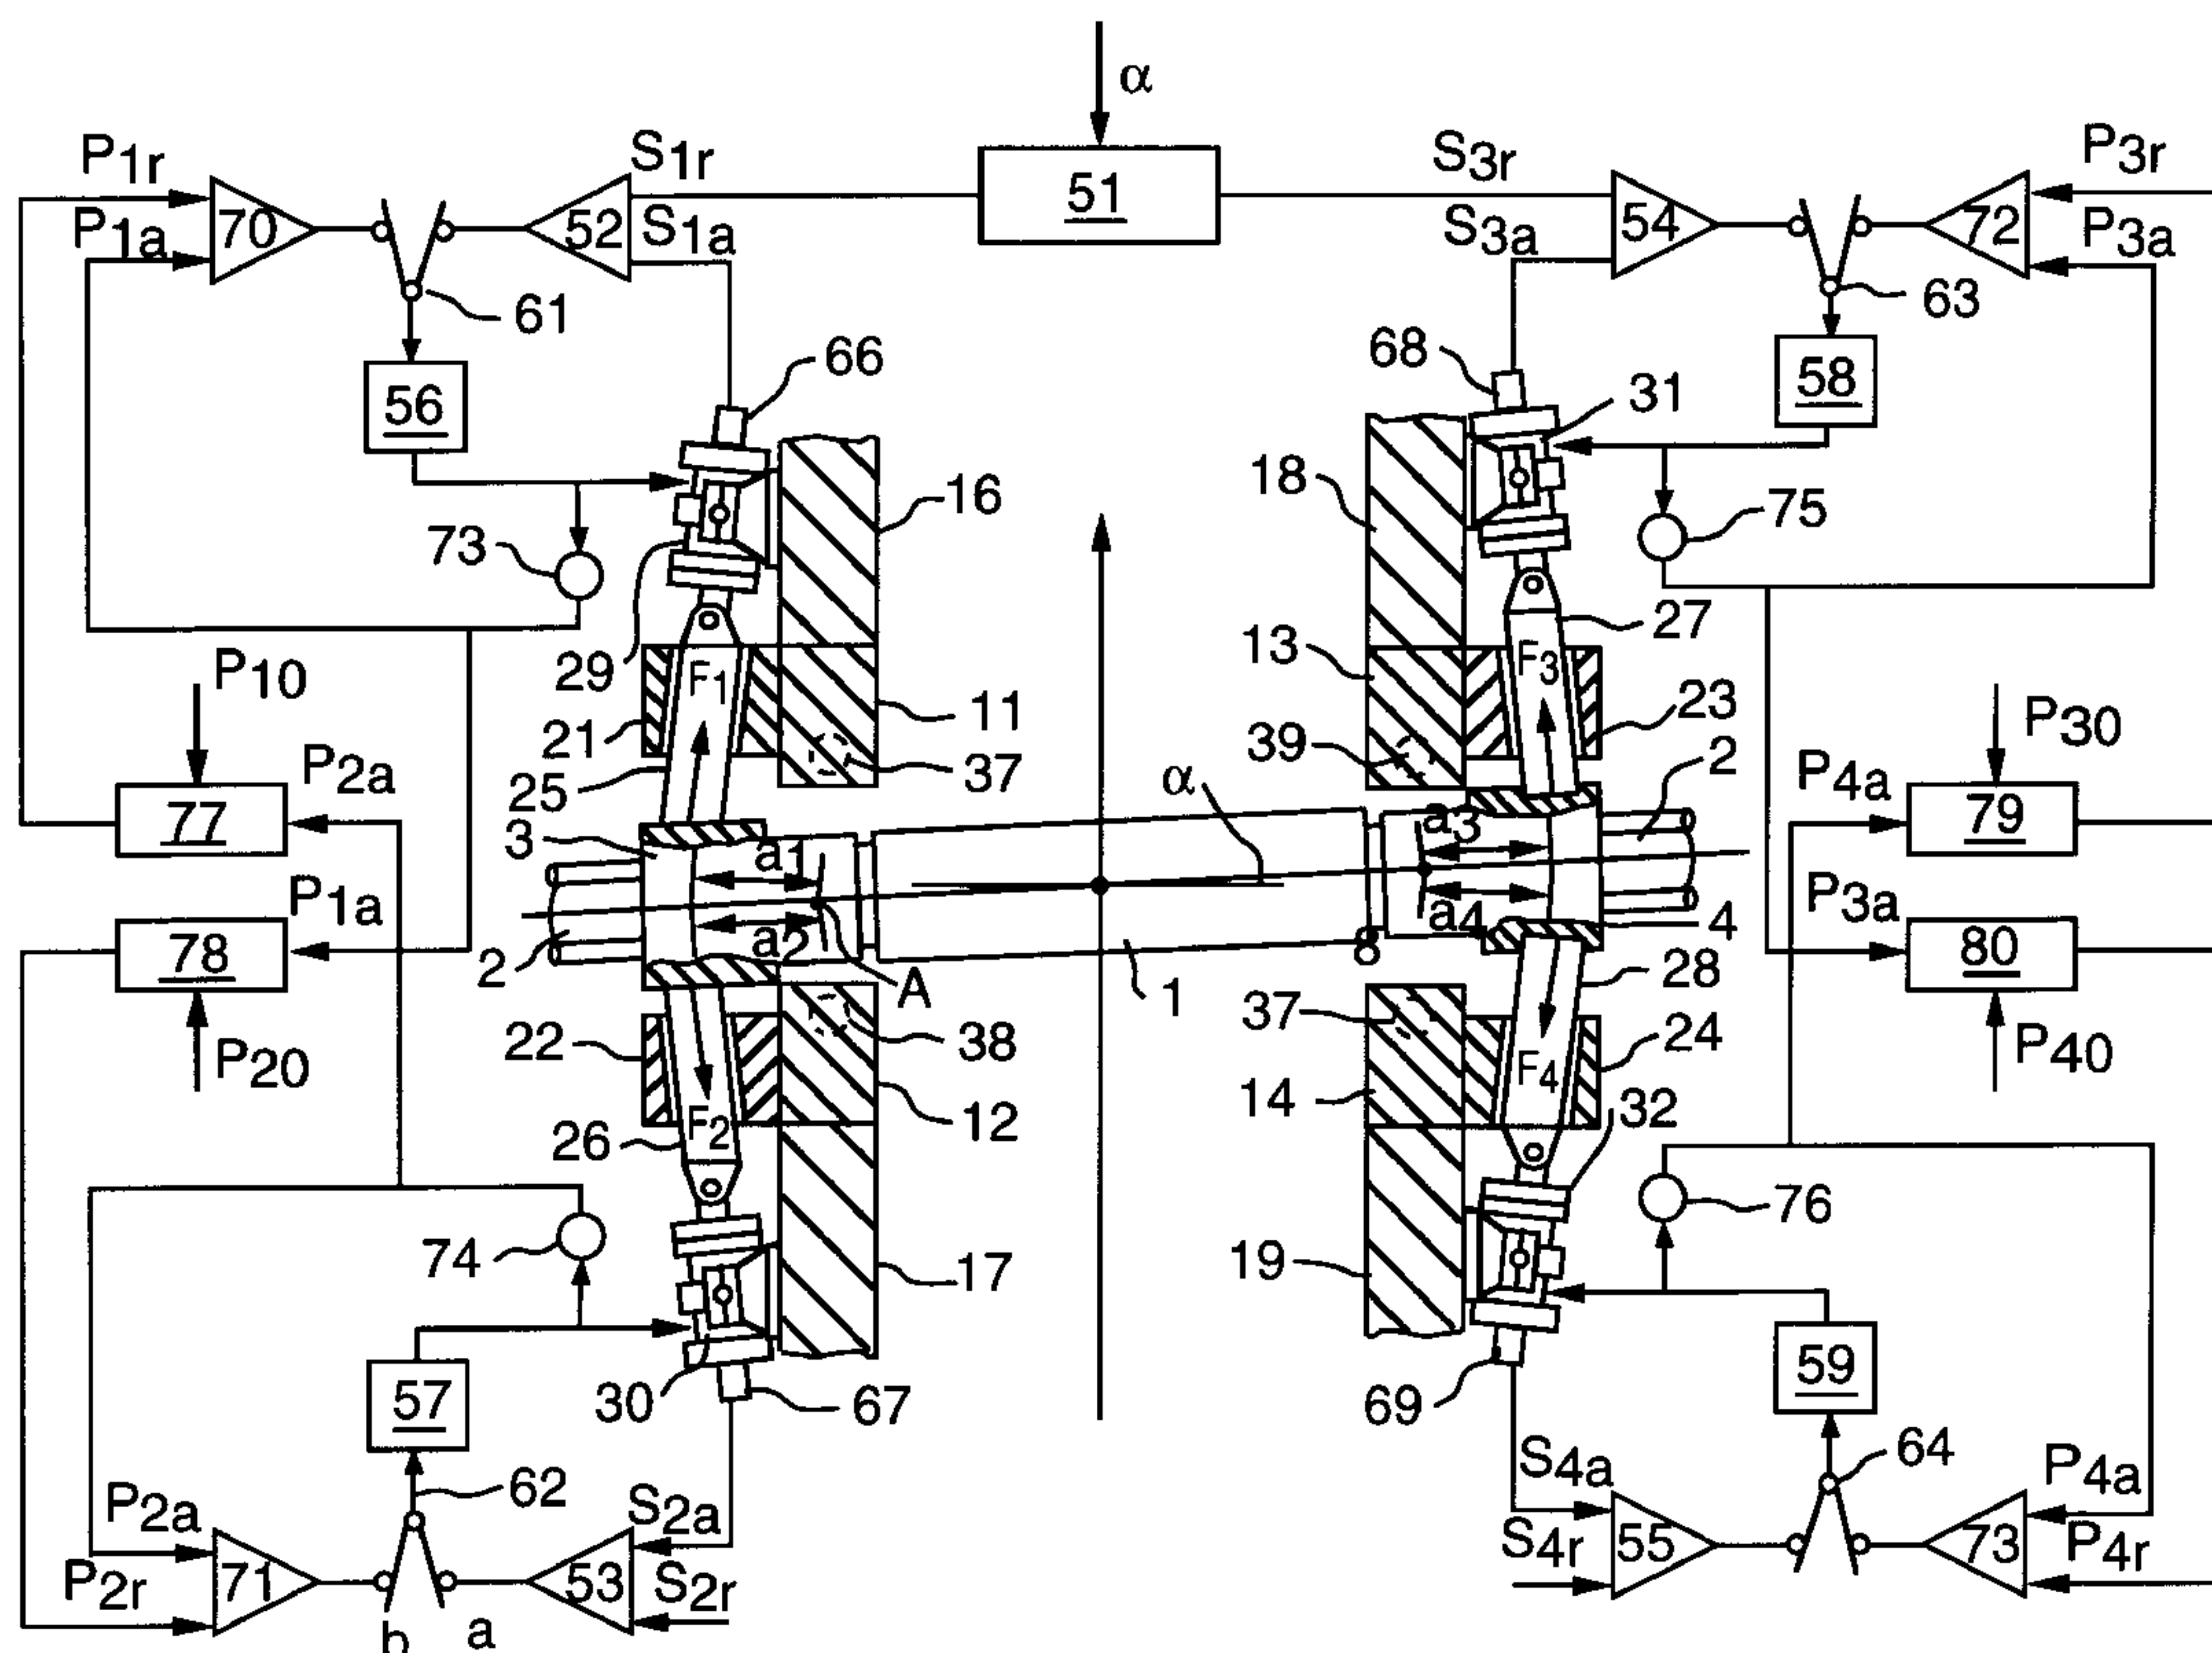 α
P1r S1r 51 S3r P3r
P1a 70 52 S1a S3a 54 72 P3a
61 63
56 66 68 58
31
16 18
73 75
29 F1 13 F3 27
P10 21 11 23 P30
25 37 39 2
P2a α P4a
77 3 a1 a3 79
P1a a2 a4 4 P3a
78 2 A 1 28 80
22 38 37 24
P20 F2 F4 P40
26 12 14 32
74 17 19 76
57 30 67 69 59
62 S2a S4a 64 P4a
P2a 71 53 S4r 55 73 P4r
P2r S2r
b a